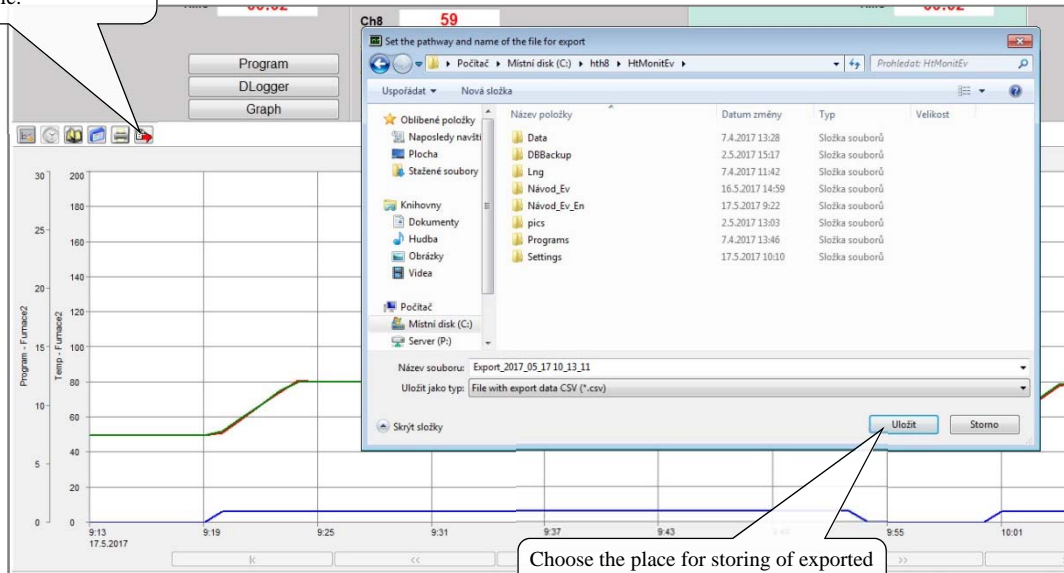 le.
00:02
59
Ch8
Program
DLogger
Graph
Set the pathway and name of the file for export
Počítač ▸ Místní disk (C:) ▸ hth8 ▸ HtMonitEv ▸
Prohledat: HtMonitEv
Uspořádat
Nová složka
Oblíbené položky
Naposledy navští
Plocha
Stažené soubory
Knihovny
Dokumenty
Hudba
Obrázky
Videa
Počítač
Místní disk (C:)
Server (P:)
Název položky Datum změny Typ Velikost
Data 7.4.2017 13:28 Složka souborů
DBBackup 2.5.2017 15:17 Složka souborů
Lng 7.4.2017 11:42 Složka souborů
Návod_Ev 16.5.2017 14:59 Složka souborů
Návod_Ev_En 17.5.2017 9:22 Složka souborů
pics 2.5.2017 13:03 Složka souborů
Programs 7.4.2017 13:46 Složka souborů
Settings 17.5.2017 10:10 Složka souborů
Název souboru: Export_2017_05_17 10_13_11
Uložit jako typ: File with export data CSV (*.csv)
Skrýt složky
Uložit
Storno
Program - Furnace2
30
25
20
15
10
5
0
Temp - Furnace2
200
180
160
140
120
100
80
60
40
20
0
9:13 9:19 9:25 9:31 9:37 9:43 9:55 10:01
17.5.2017
|<
<<
>>
Choose the place for storing of exported